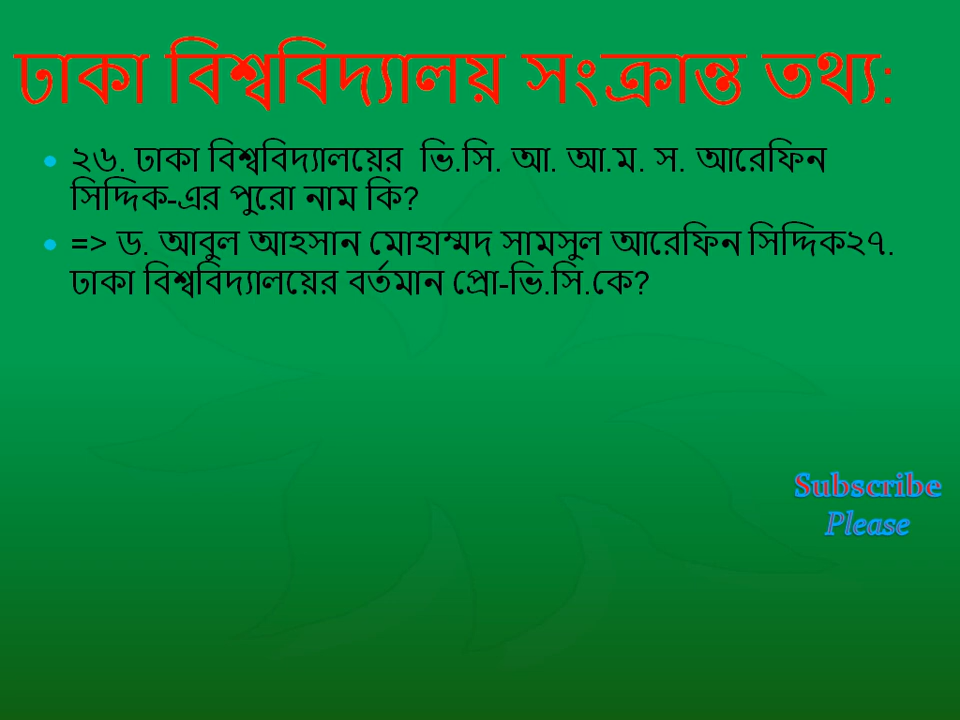 ঢাকা বিশ্ববিদ্যালয় সংক্রান্ত তথ্য:
২৬. ঢাকা বিশ্ববিদ্যালয়ের ভি.সি. আ. আ.ম. স. আরেফিন
সিদ্দিক-এর পুরো নাম কি?
=> ড. আবুল আহসান মোহাম্মদ সামসুল আরেফিন সিদ্দিক২৭.
ঢাকা বিশ্ববিদ্যালয়ের বর্তমান প্রো-ভি.সি.কে?
Subscribe
Please